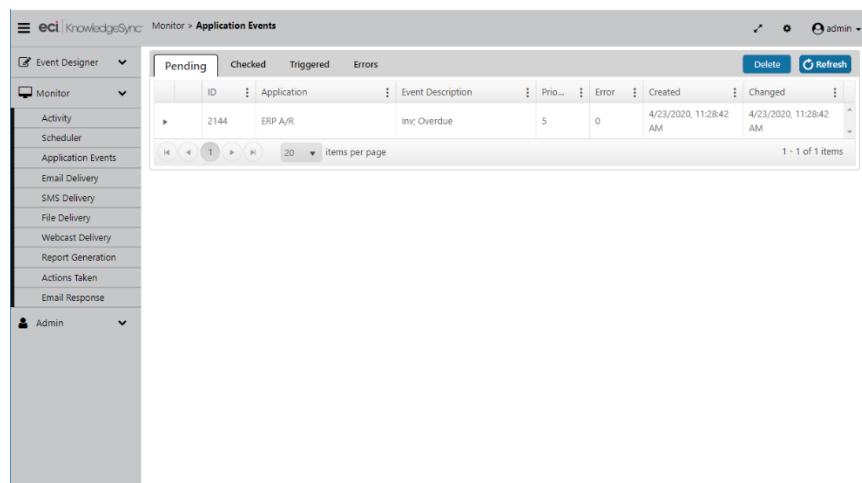 eci KnowledgeSync
Monitor > Application Events
admin
Event Designer
Monitor
Activity
Scheduler
Application Events
Email Delivery
SMS Delivery
File Delivery
Webcast Delivery
Report Generation
Actions Taken
Email Response
Admin
Pending Checked Triggered Errors
Delete Refresh
ID Application Event Description Prio... Error Created Changed
2144 ERP A/R Inv; Overdue 5 0 4/23/2020, 11:28:42 AM 4/23/2020, 11:28:42 AM
1 20 items per page 1 - 1 of 1 items